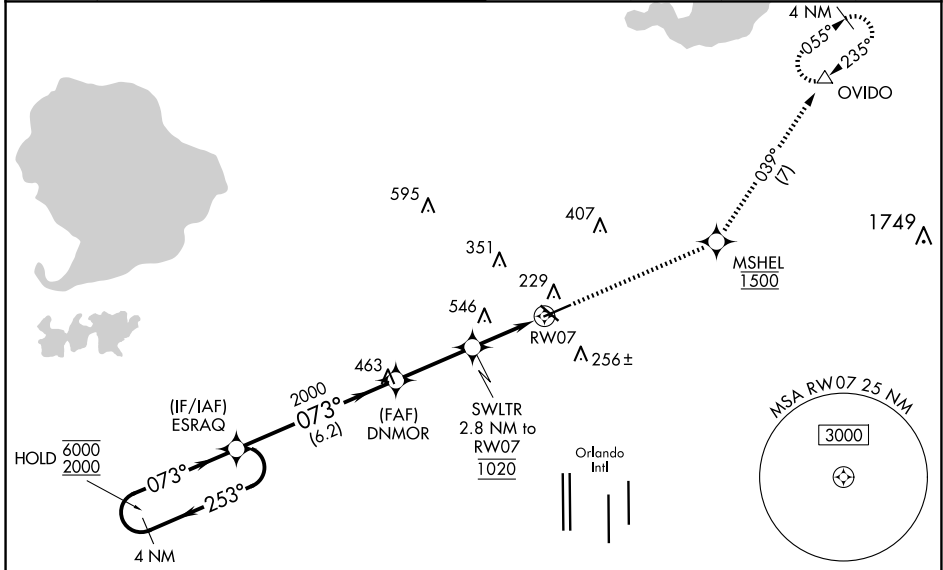 4 NM
055°
235°
OVIDO
039°
(7)
595
407
1749
351
MSHEL
1500
229
546
RW07
256±
463
2000
073°
(6.2)
(FAF)
DNMOR
SWLTR
2.8 NM to
RW07
1020
(IF/IAF)
ESRAQ
HOLD
6000
2000
073°
253°
4 NM
Orlando
Intl
MSA RW07 25 NM
3000